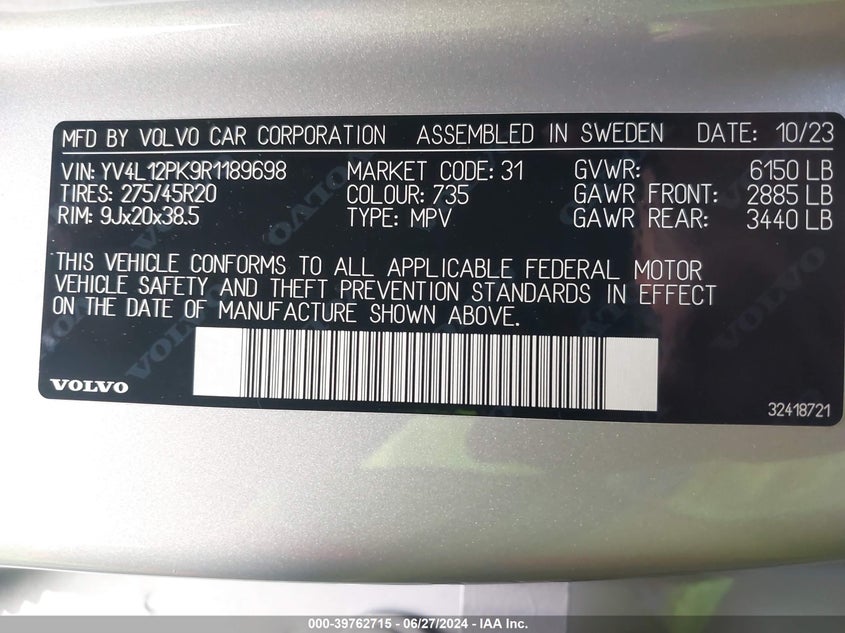 MFD BY VOLVO CAR CORPORATION ASSEMBLED IN SWEDEN DATE: 10/23
VIN: YV4L12PK9R1189698 MARKET CODE: 31 GVWR: 6150 LB
TIRES: 275/45R20 COLOUR: 735 GAWR FRONT: 2885 LB
RIM: 9Jx20x38.5 TYPE: MPV GAWR REAR: 3440 LB
THIS VEHICLE CONFORMS TO ALL APPLICABLE FEDERAL MOTOR
VEHICLE SAFETY AND THEFT PREVENTION STANDARDS IN EFFECT
ON THE DATE OF MANUFACTURE SHOWN ABOVE.
VOLVO
32418721
000-39762715 - 06/27/2024 - IAA Inc.